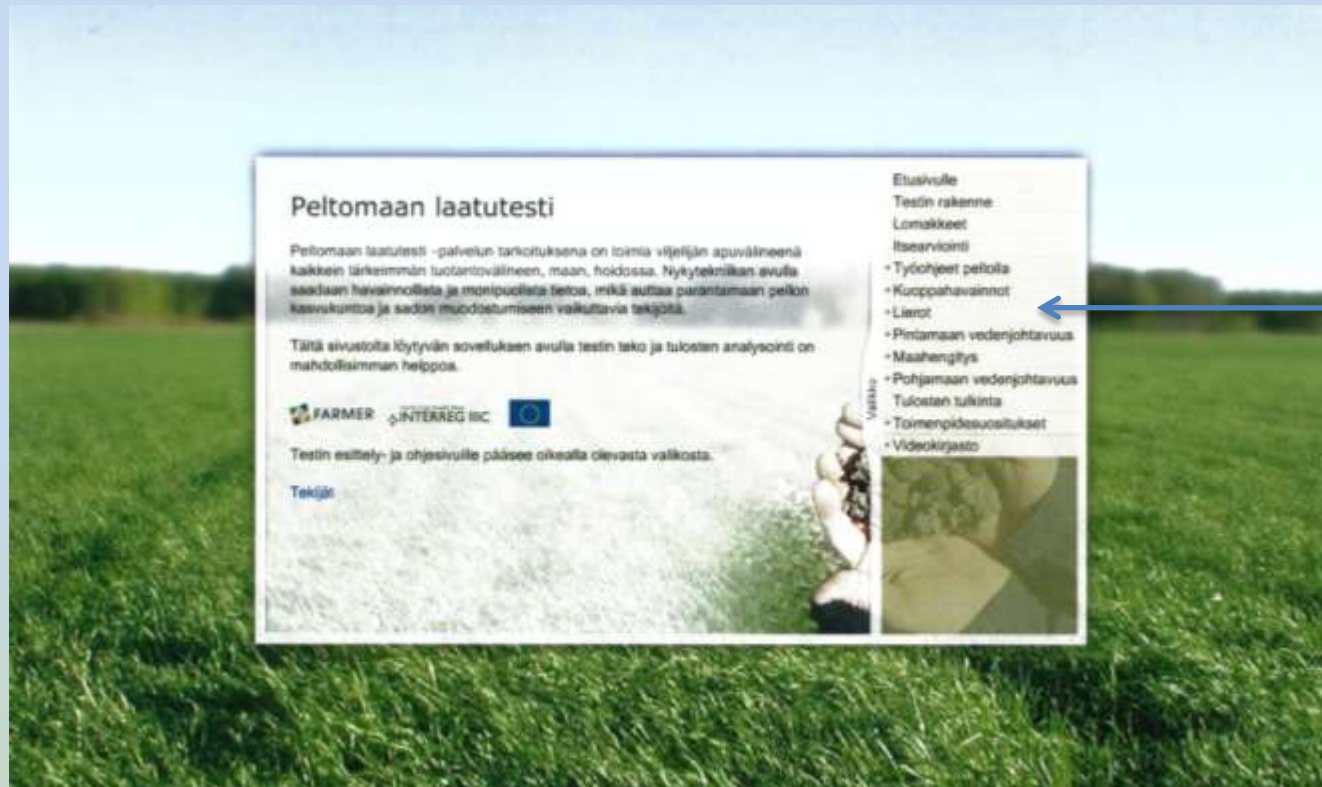 Peltomaan laatutesti
Peltomaan laatutesti –palvelun tarkoituksena on toimia viljelijän apuvälineenä
kaikkein tärkeimmän tuotantovälineen, maan, hoidossa. Nykytekniikan avulla
saadaan havainnollista ja monipuolista tietoa, mikä auttaa parantamaan pellon
kasvukuntoa ja sadon muodostumiseen vaikuttavia tekijöitä.
Tältä sivustolta löytyvän sovelluksen avulla testin teko ja tulosten analysointi on
mahdollisimman helppoa.
FARMER INTERREG IIIC
Testin esittely- ja ohjesivuille pääsee oikealla olevasta valikosta.
Tekijät
Valikko
Etusivulle
Testin rakenne
Lomakkeet
Itsearviointi
Työohjeet pellolla
Kuoppahavainnot
Lierot
Pintamaan vedenjohtavuus
Maahengitys
Pohjamaan vedenjohtavuus
Tulosten tulkinta
Toimenpidesuositukset
Videokirjasto